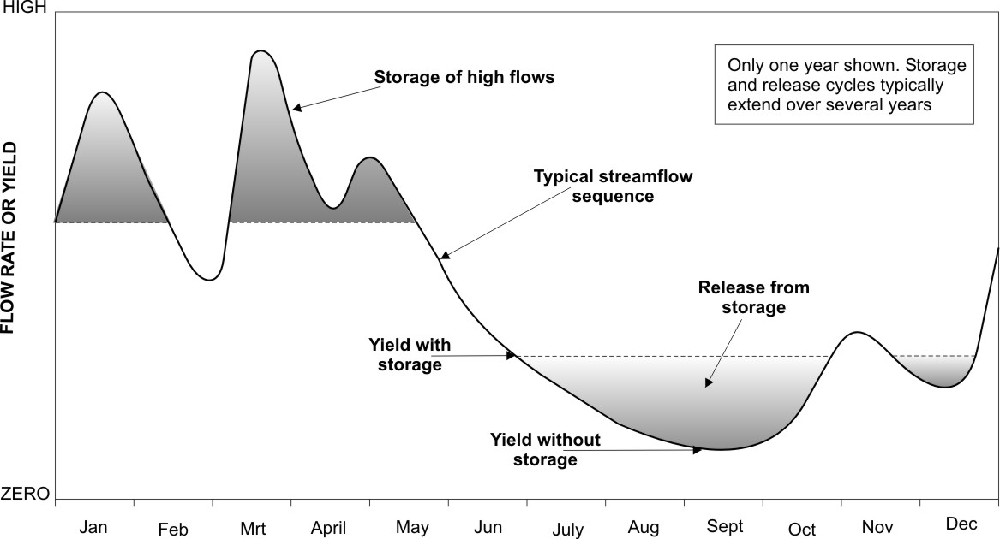 HIGH
Only one year shown. Storage
and release cycles typically
extend over several years
Storage of high flows
Typical streamflow
sequence
FLOW RATE OR YIELD
Release from
storage
Yield with
storage
Yield without
storage
ZERO
Jan Feb Mrt April May Jun July Aug Sept Oct Nov Dec